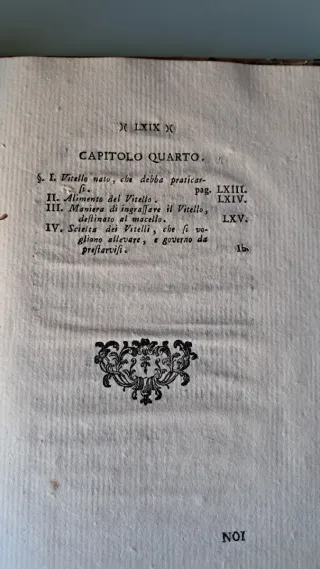 )( LXIX )(
CAPITOLO QUARTO.
§. I. Vitello nato, che debba praticar-
ſi. pag. LXIII.
II. Alimento del Vitello. LXIV.
III. Maniera di ingraſſare il Vitello,
deſtinato al macello. LXV.
IV. Scielta dei Vitelli, che ſi vo-
gliono allevare, e governo da
preſtarviſi. Ib.
NOI